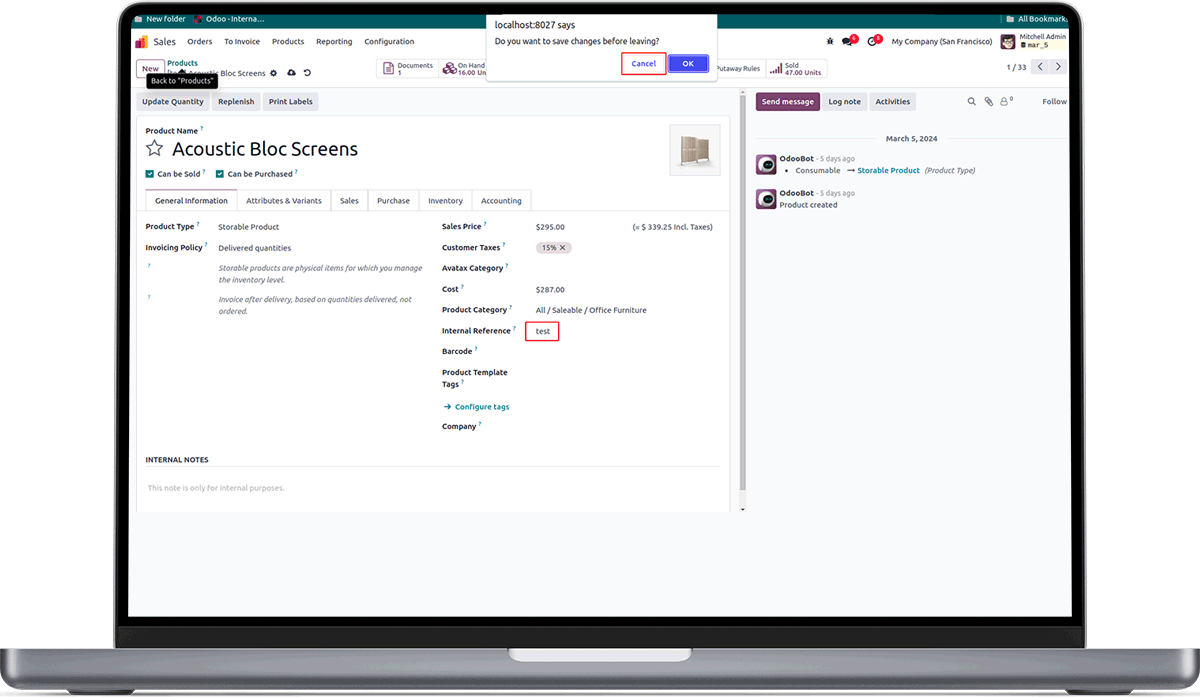 New folder
Odoo - Interna...
All Bookmark
localhost:8027 says
Do you want to save changes before leaving?
Cancel
OK
Sales
Orders
To Invoice
Products
Reporting
Configuration
6
8
My Company (San Francisco)
Mitchell Admin
mar_5
New
Products
Acoustic Bloc Screens
Back to "Products"
Documents
1
On Hand
16.00 Un
Putaway Rules
Sold
47.00 Units
1 / 33
Update Quantity
Replenish
Print Labels
Send message
Log note
Activities
0
Follow
Product Name ?
Acoustic Bloc Screens
Can be Sold ?
Can be Purchased ?
General Information
Attributes & Variants
Sales
Purchase
Inventory
Accounting
Product Type ?
Storable Product
Invoicing Policy ?
Delivered quantities
?
Storable products are physical items for which you manage
the inventory level.
?
Invoice after delivery, based on quantities delivered, not
ordered.
Sales Price ?
$295.00
(= $ 339.25 Incl. Taxes)
Customer Taxes ?
15%
Avatax Category ?
Cost ?
$287.00
Product Category ?
All / Saleable / Office Furniture
Internal Reference ?
test
Barcode ?
Product Template
Tags ?
Configure tags
Company ?
INTERNAL NOTES
This note is only for internal purposes.
March 5, 2024
OdooBot - 5 days ago
• Consumable → Storable Product (Product Type)
OdooBot - 5 days ago
Product created